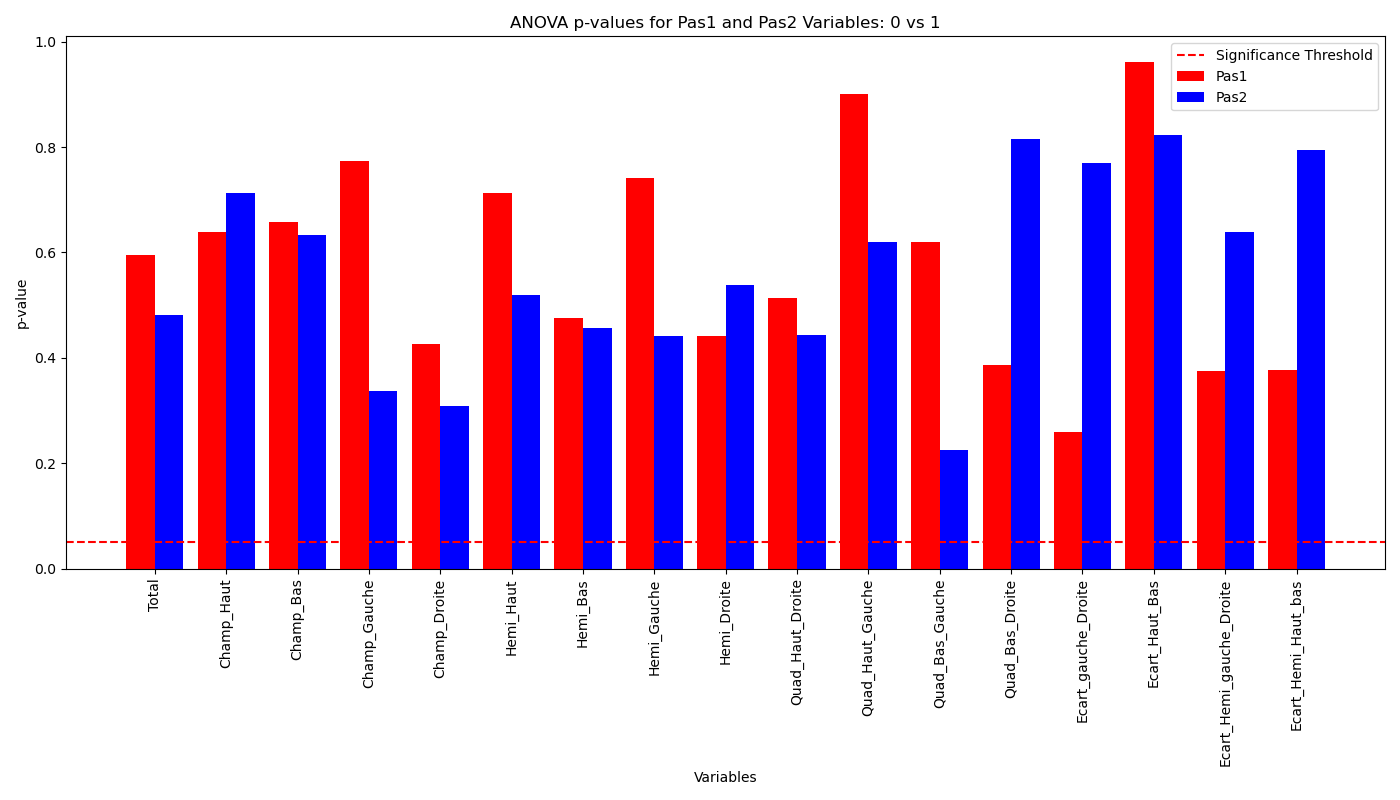 ANOVA p-values for Pas1 and Pas2 Variables: 0 vs 1
Significance Threshold
Pas1
Pas2
p-value
1.0
0.8
0.6
0.4
0.2
0.0
Total
Champ_Haut
Champ_Bas
Champ_Gauche
Champ_Droite
Hemi_Haut
Hemi_Bas
Hemi_Gauche
Hemi_Droite
Quad_Haut_Droite
Quad_Haut_Gauche
Quad_Bas_Gauche
Quad_Bas_Droite
Ecart_gauche_Droite
Ecart_Haut_Bas
Ecart_Hemi_gauche_Droite
Ecart_Hemi_Haut_bas
Variables